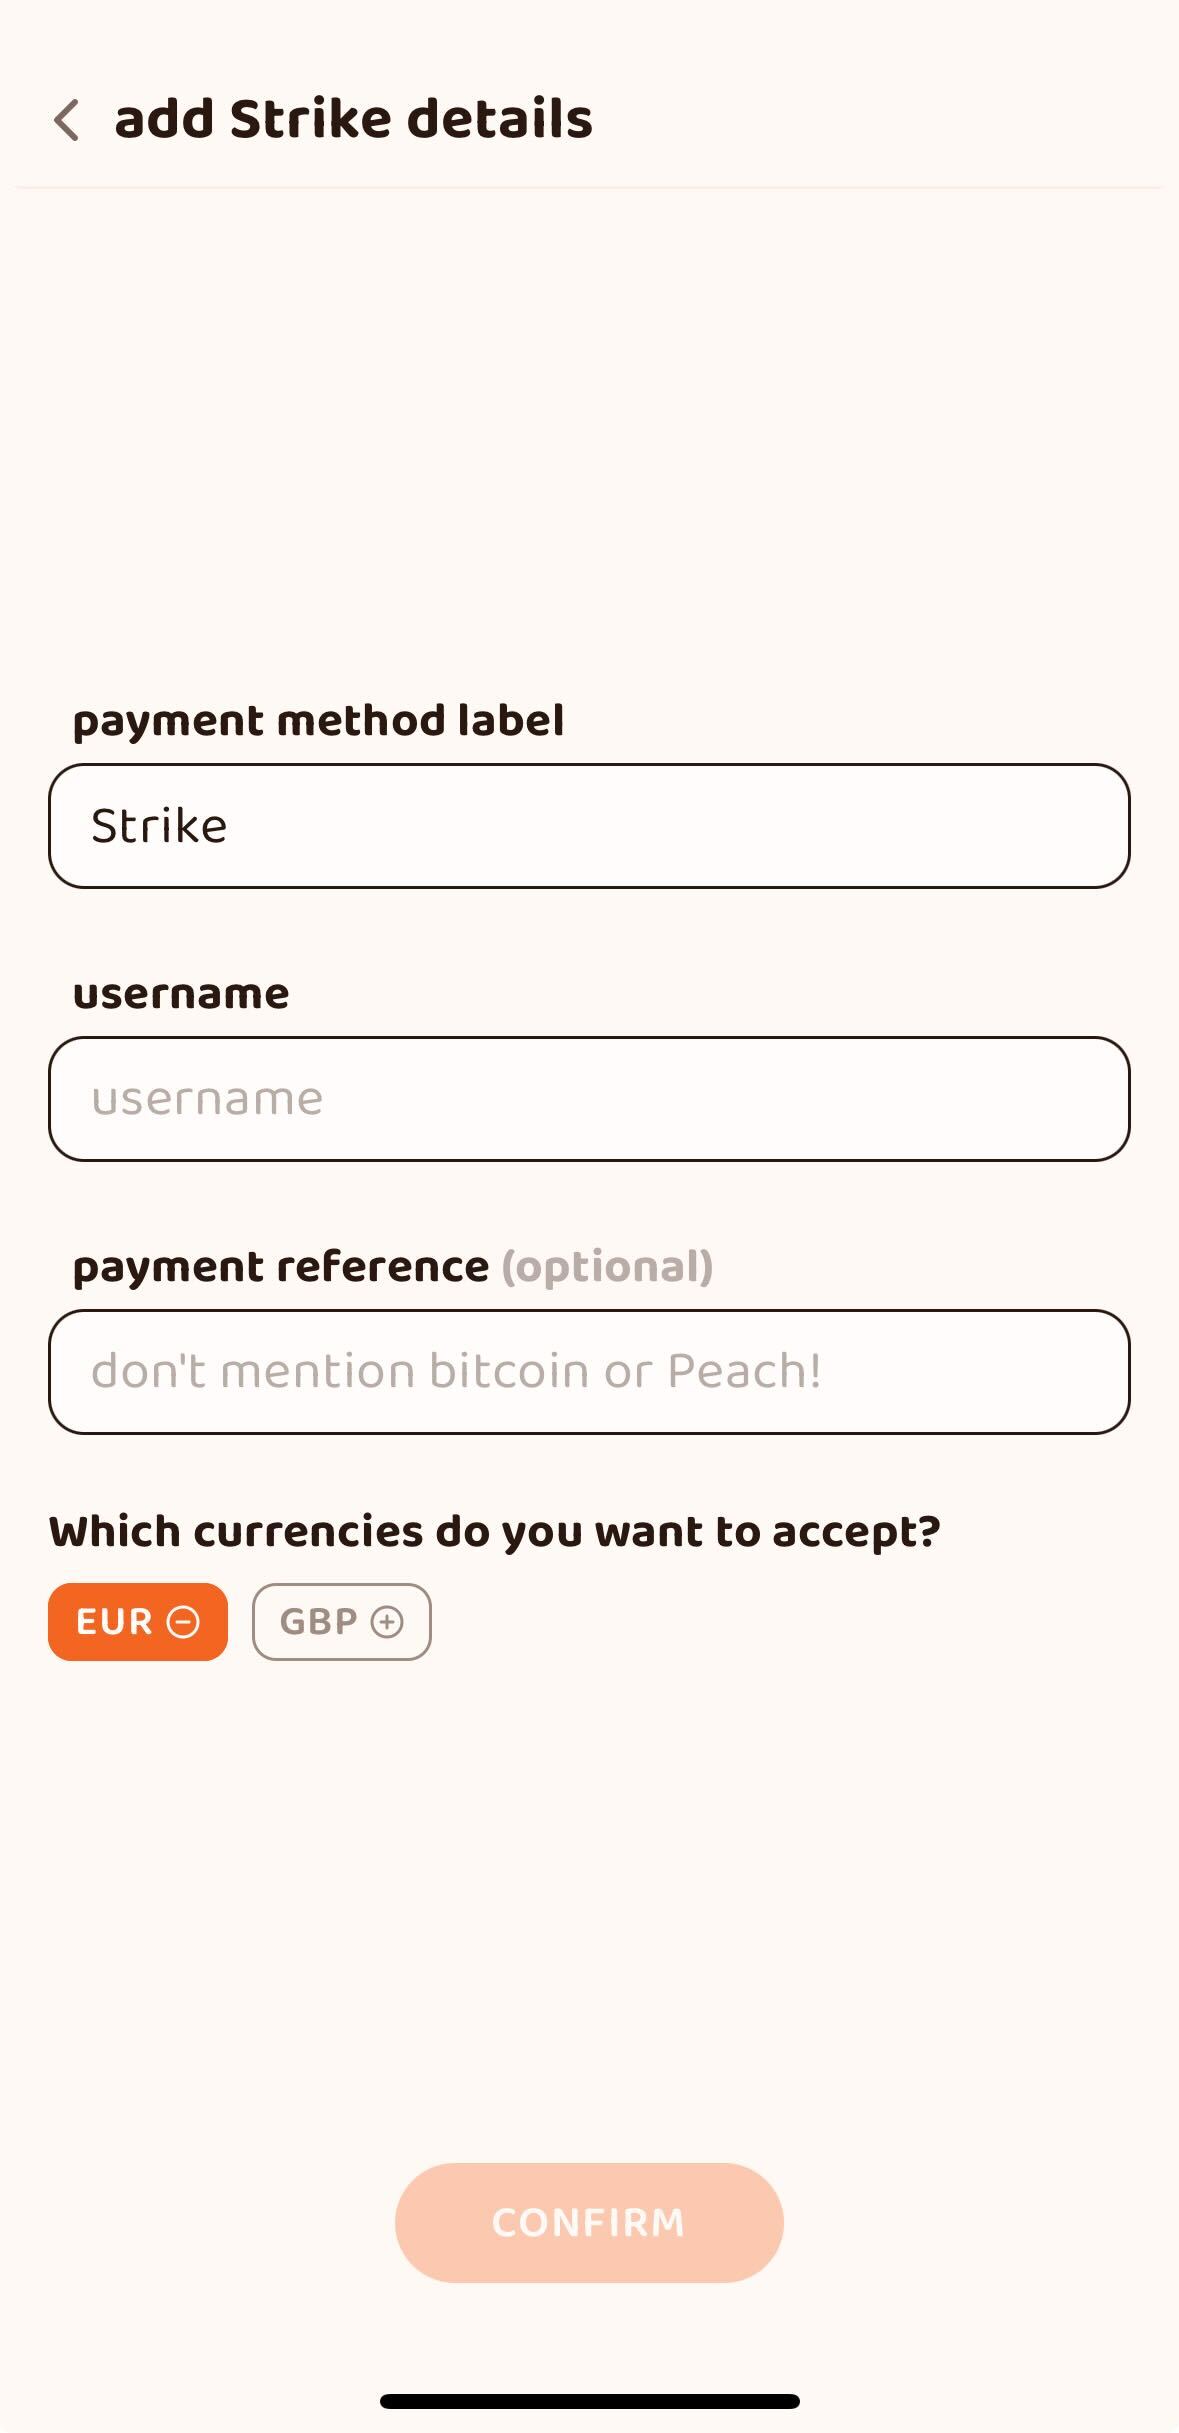 add Strike details
payment method label
Strike
username
username
payment reference (optional)
don't mention bitcoin or Peach!
Which currencies do you want to accept?
EUR GBP
CONFIRM